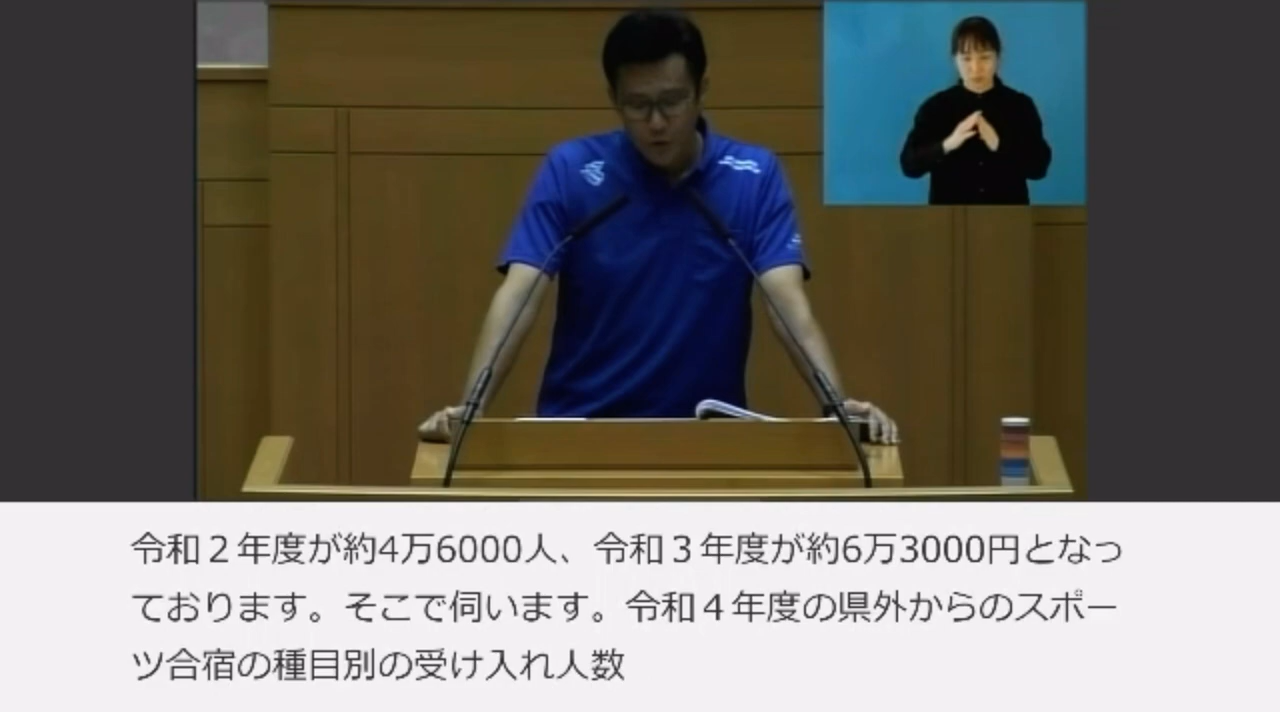 令和２年度が約4万6000人、令和３年度が約6万3000円となっ
ております。そこで伺います。令和４年度の県外からのスポー
ツ合宿の種目別の受け入れ人数